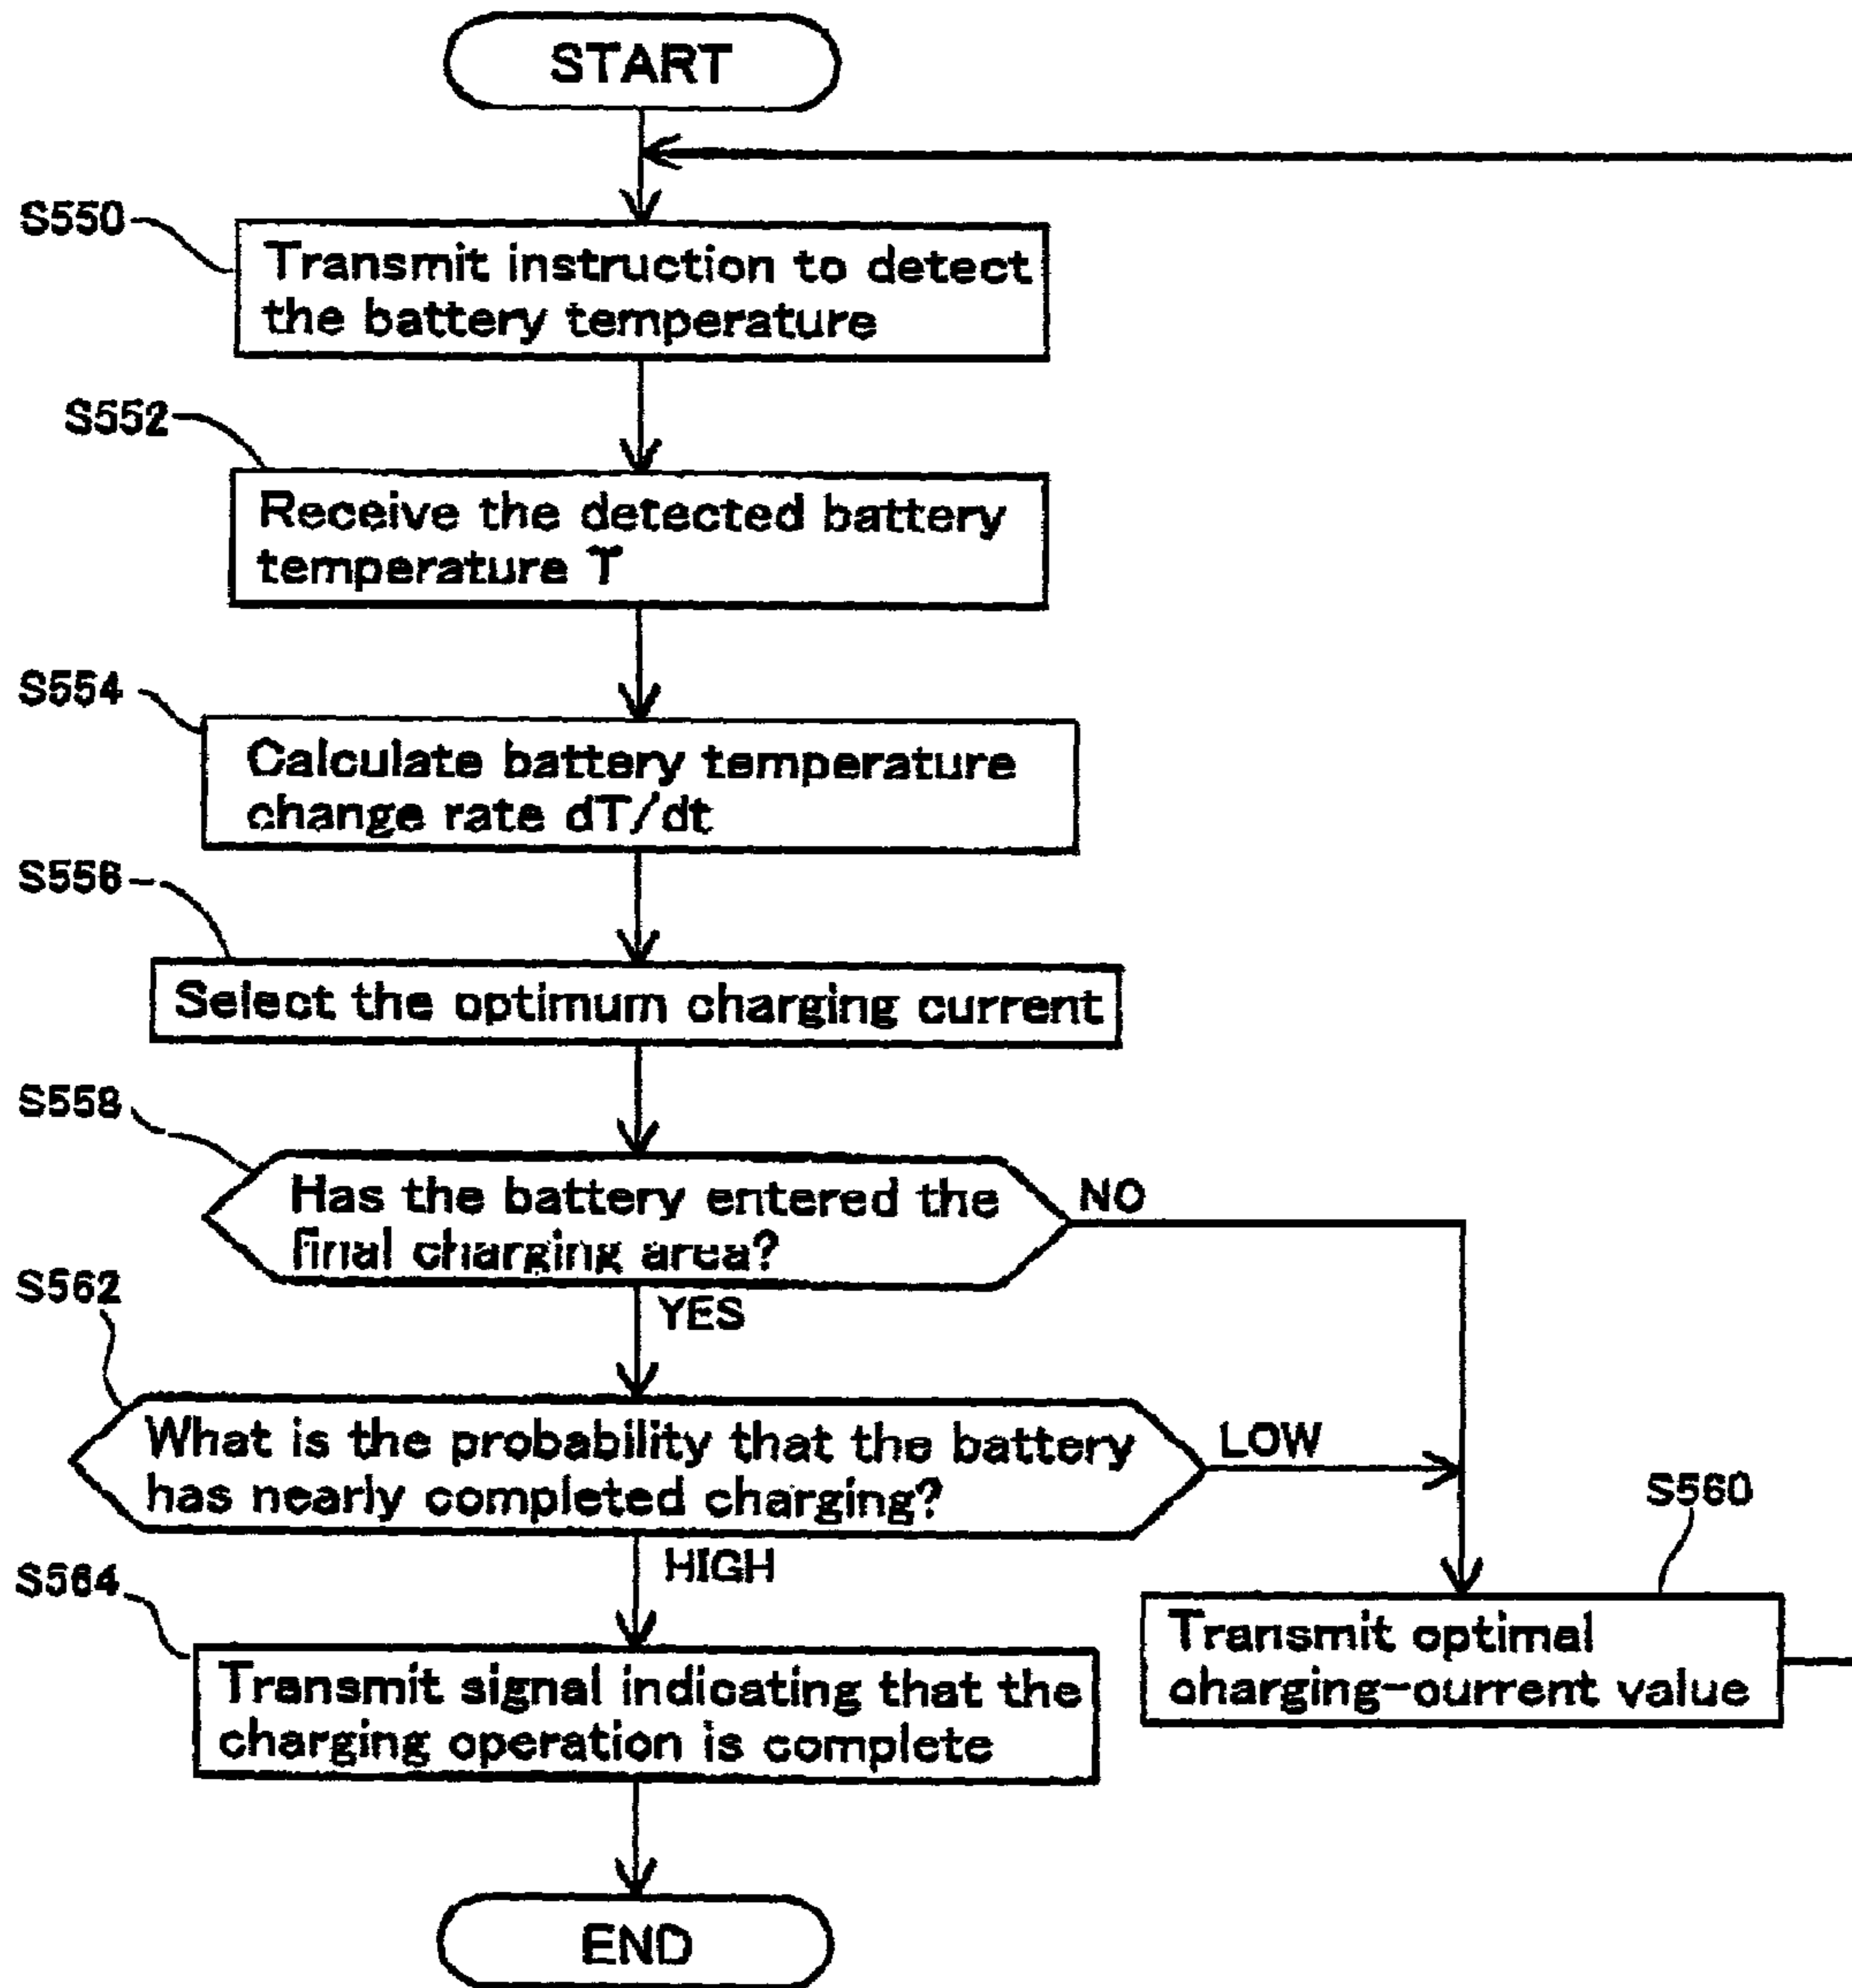 START
S550
Transmit instruction to detect
the battery temperature
S552
Receive the detected battery
temperature T
S554
Calculate battery temperature
change rate dT/dt
S556
Select the optimum charging current
S558
Has the battery entered the
final charging area?
NO
YES
S562
What is the probability that the battery
has nearly completed charging?
LOW
HIGH
S560
Transmit optimal
charging-ourrent value
S564
Transmit signal indicating that the
charging operation is complete
END